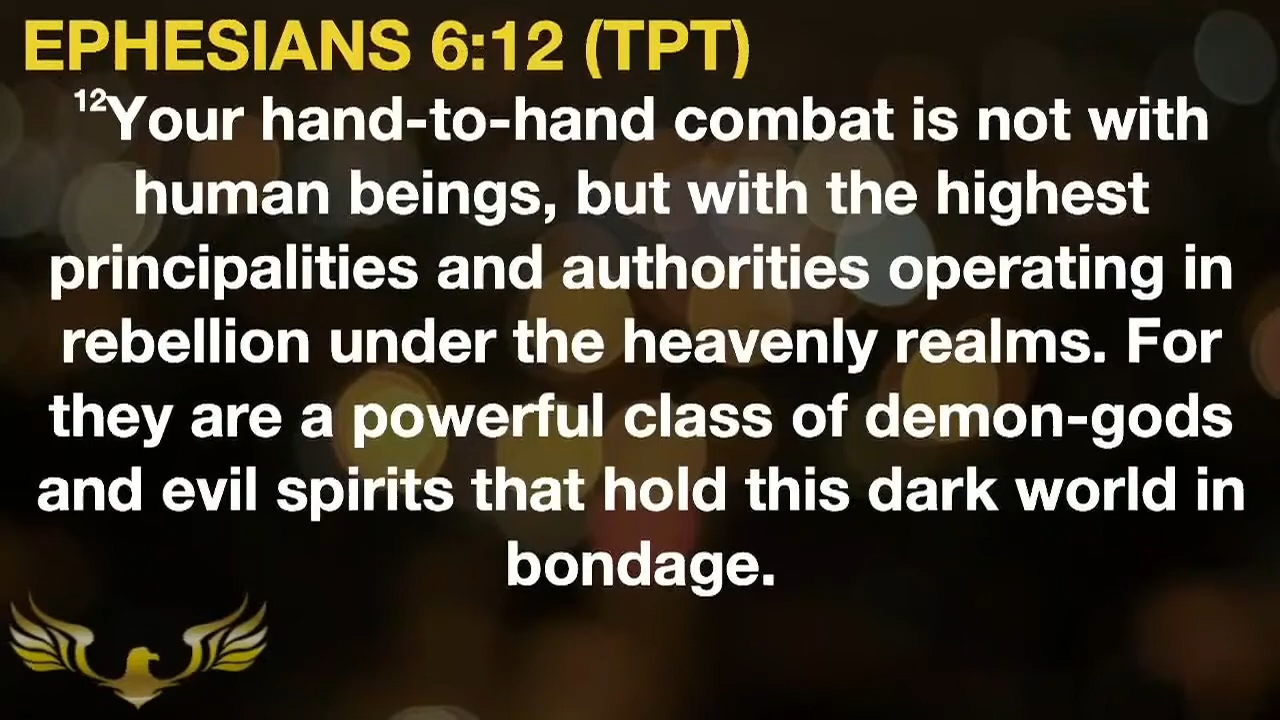 EPHESIANS 6:12 (TPT)
12Your hand-to-hand combat is not with
human beings, but with the highest
principalities and authorities operating in
rebellion under the heavenly realms. For
they are a powerful class of demon-gods
and evil spirits that hold this dark world in
bondage.